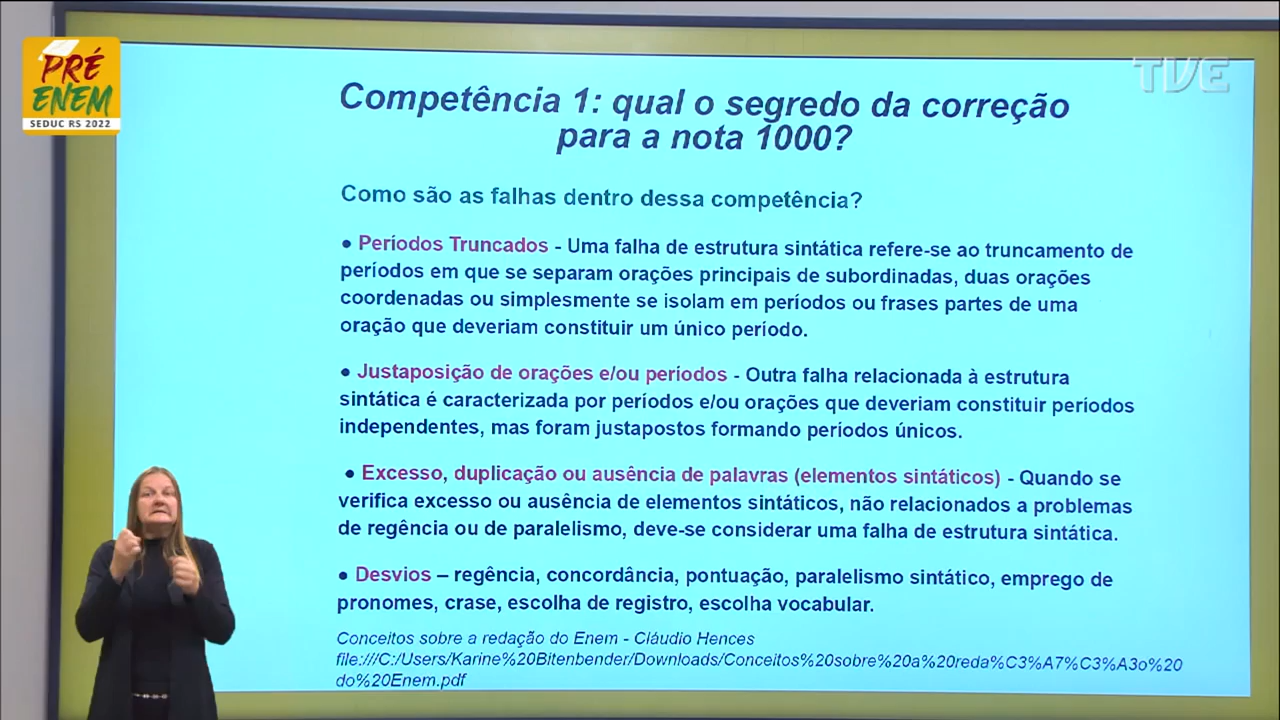 PRÉ
ENEM
SEDUC RS 2022
TVE
Competência 1: qual o segredo da correção
para a nota 1000?
Como são as falhas dentro dessa competência?
● Períodos Truncados - Uma falha de estrutura sintática refere-se ao truncamento de
períodos em que se separam orações principais de subordinadas, duas orações
coordenadas ou simplesmente se isolam em períodos ou frases partes de uma
oração que deveriam constituir um único período.
● Justaposição de orações e/ou períodos - Outra falha relacionada à estrutura
sintática é caracterizada por períodos e/ou orações que deveriam constituir períodos
independentes, mas foram justapostos formando períodos únicos.
● Excesso, duplicação ou ausência de palavras (elementos sintáticos) - Quando se
verifica excesso ou ausência de elementos sintáticos, não relacionados a problemas
de regência ou de paralelismo, deve-se considerar uma falha de estrutura sintática.
● Desvios – regência, concordância, pontuação, paralelismo sintático, emprego de
pronomes, crase, escolha de registro, escolha vocabular.
Conceitos sobre a redação do Enem - Cláudio Hences
file:///C:/Users/Karine%20Bitenbender/Downloads/Conceitos%20sobre%20a%20reda%C3%A7%C3%A3o%20
do%20Enem.pdf